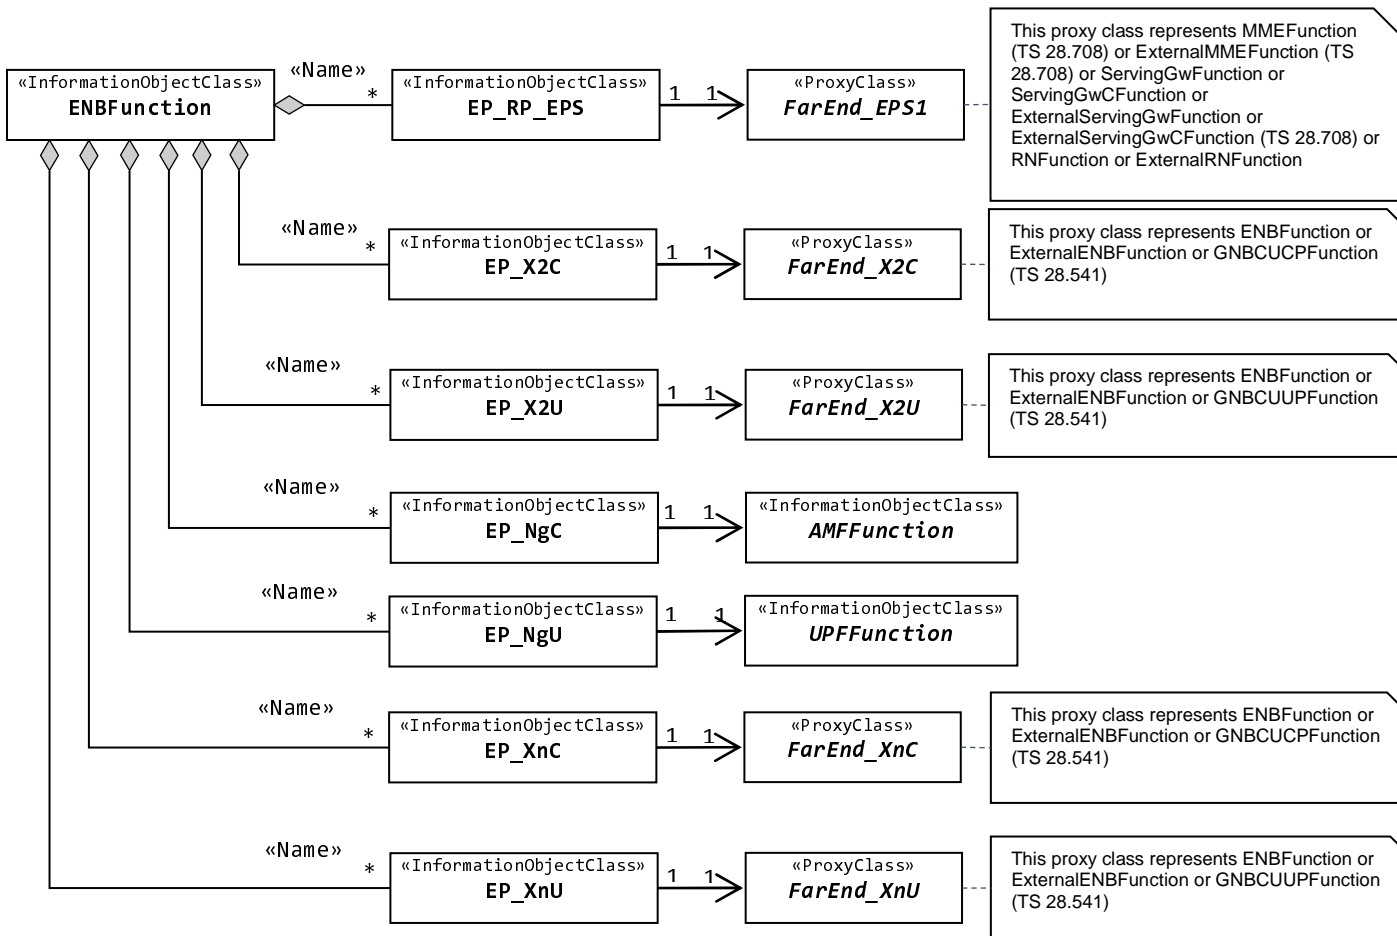 «InformationObjectClass»
ENBFunction
«Name»
*
«InformationObjectClass»
EP_RP_EPS
1 1
«ProxyClass»
FarEnd_EPS1
This proxy class represents MMEFunction
(TS 28.708) or ExternalMMEFunction (TS
28.708) or ServingGwFunction or
ServingGwCFunction or
ExternalServingGwFunction or
ExternalServingGwCFunction (TS 28.708) or
RNFunction or ExternalRNFunction
«Name»
*
«InformationObjectClass»
EP_X2C
1 1
«ProxyClass»
FarEnd_X2C
This proxy class represents ENBFunction or
ExternalENBFunction or GNBCUCPFunction
(TS 28.541)
«Name»
*
«InformationObjectClass»
EP_X2U
1 1
«ProxyClass»
FarEnd_X2U
This proxy class represents ENBFunction or
ExternalENBFunction or GNBCUUPFunction
(TS 28.541)
«Name»
*
«InformationObjectClass»
EP_NgC
1 1
«InformationObjectClass»
AMFFunction
«Name»
*
«InformationObjectClass»
EP_NgU
1 1
«InformationObjectClass»
UPFFunction
«Name»
*
«InformationObjectClass»
EP_XnC
1 1
«ProxyClass»
FarEnd_XnC
This proxy class represents ENBFunction or
ExternalENBFunction or GNBCUCPFunction
(TS 28.541)
«Name»
*
«InformationObjectClass»
EP_XnU
1 1
«ProxyClass»
FarEnd_XnU
This proxy class represents ENBFunction or
ExternalENBFunction or GNBCUUPFunction
(TS 28.541)